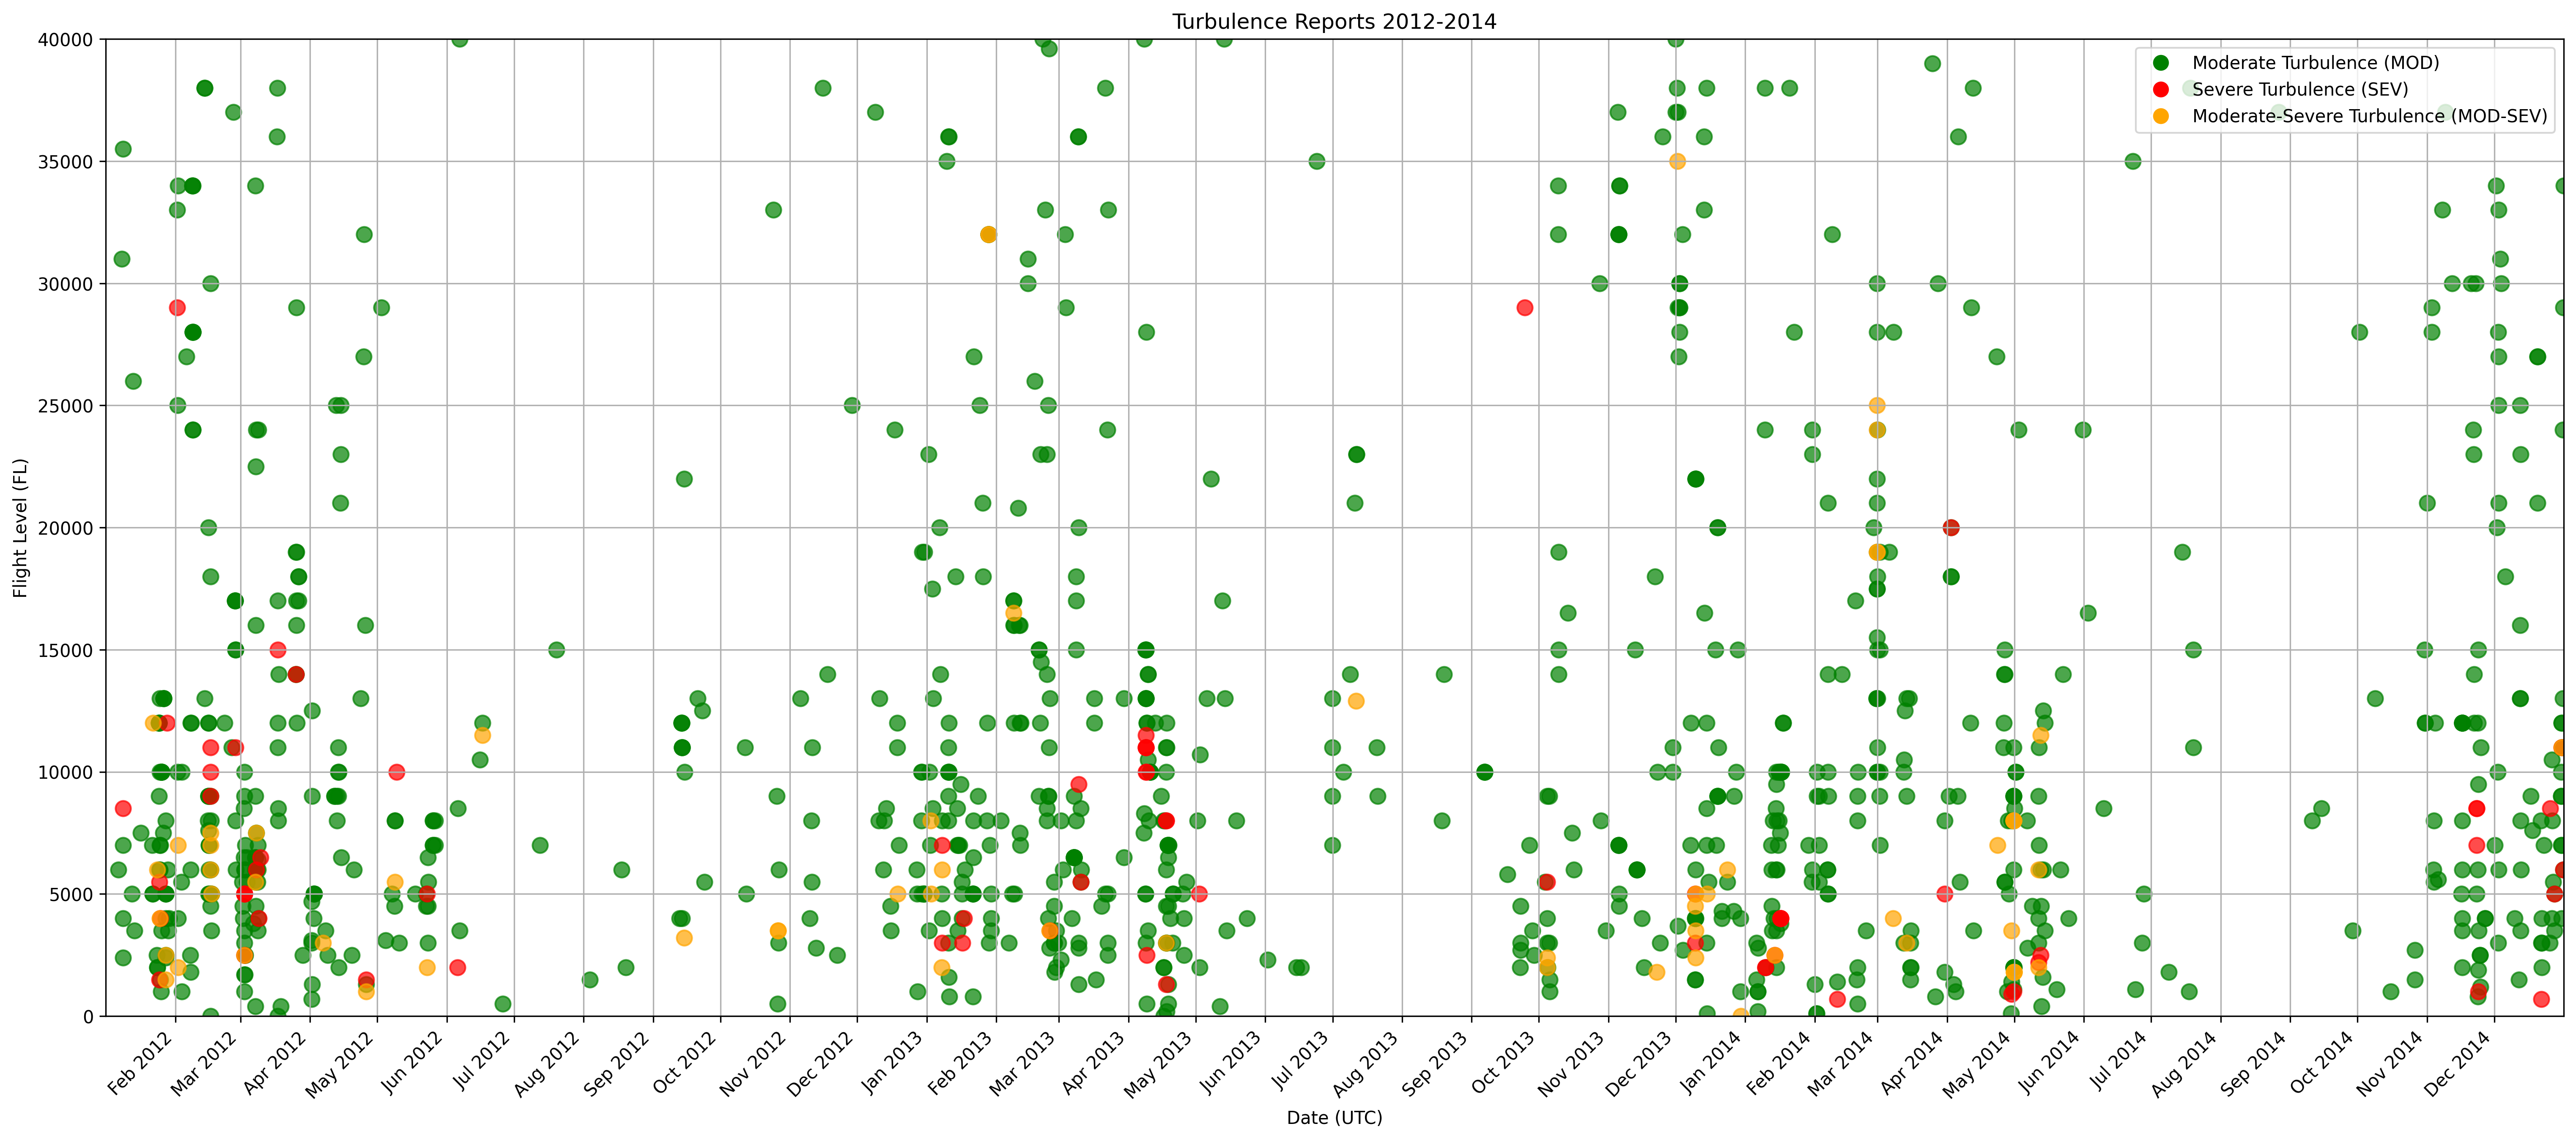 Turbulence Reports 2012-2014
Flight Level (FL)
40000
35000
30000
25000
20000
15000
10000
5000
0
Moderate Turbulence (MOD)
Severe Turbulence (SEV)
Moderate-Severe Turbulence (MOD-SEV)
Feb 2012
Mar 2012
Apr 2012
May 2012
Jun 2012
Jul 2012
Aug 2012
Sep 2012
Oct 2012
Nov 2012
Dec 2012
Jan 2013
Feb 2013
Mar 2013
Apr 2013
May 2013
Jun 2013
Jul 2013
Aug 2013
Sep 2013
Oct 2013
Nov 2013
Dec 2013
Jan 2014
Feb 2014
Mar 2014
Apr 2014
May 2014
Jun 2014
Jul 2014
Aug 2014
Sep 2014
Oct 2014
Nov 2014
Dec 2014
Date (UTC)